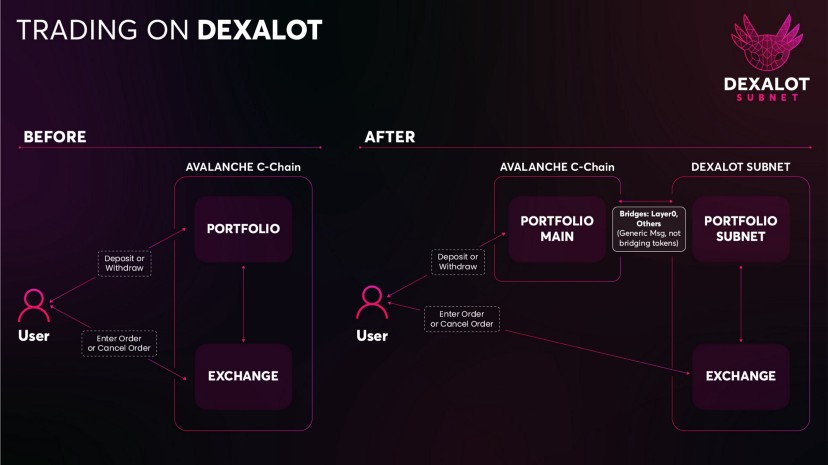 TRADING ON DEXALOT
DEXALOT
SUBNET
BEFORE
AVALANCHE C-Chain
PORTFOLIO
Deposit or
Withdraw
User
Enter Order
or Cancel Order
EXCHANGE
AFTER
AVALANCHE C-Chain
DEXALOT SUBNET
PORTFOLIO
MAIN
Bridges: Layer0,
Others
(Generic Msg, not
bridging tokens)
PORTFOLIO
SUBNET
Deposit or
Withdraw
User
Enter Order
or Cancel Order
EXCHANGE